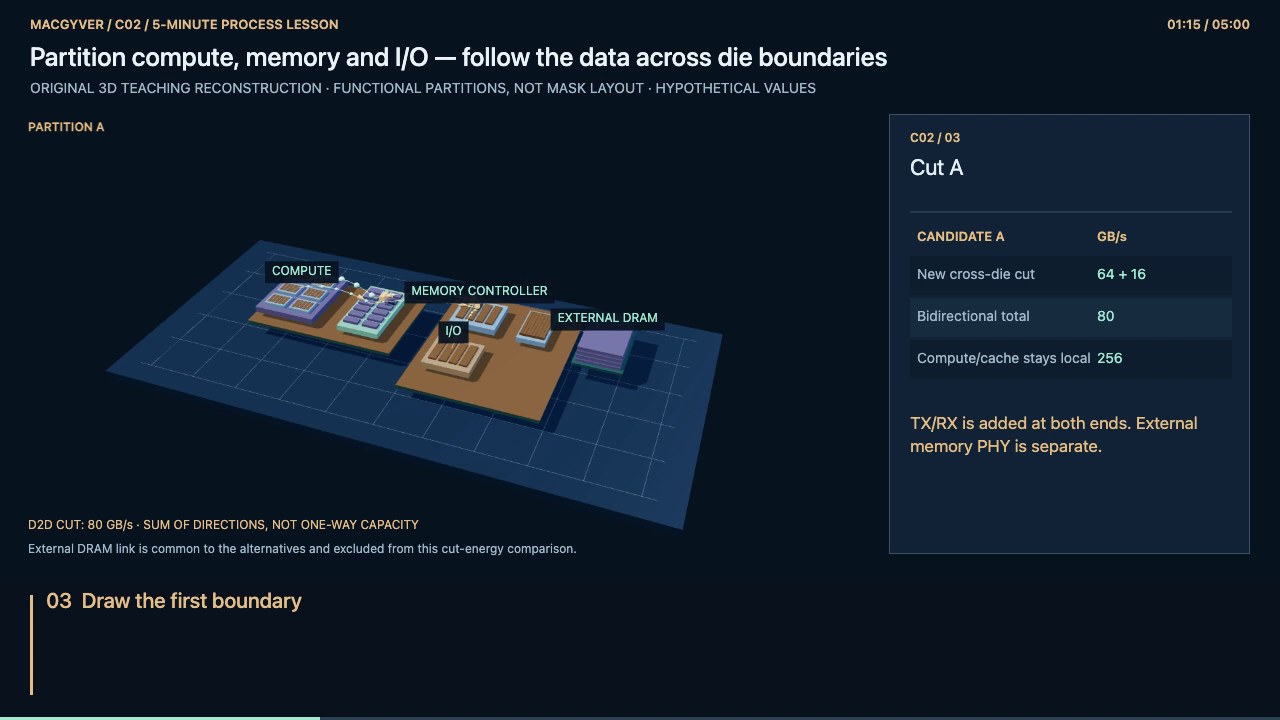 MACGYVER / C02 / 5-MINUTE PROCESS LESSON
01:15 / 05:00
Partition compute, memory and I/O — follow the data across die boundaries
ORIGINAL 3D TEACHING RECONSTRUCTION · FUNCTIONAL PARTITIONS, NOT MASK LAYOUT · HYPOTHETICAL VALUES
PARTITION A
COMPUTE
MEMORY CONTROLLER
I/O
EXTERNAL DRAM
D2D CUT: 80 GB/s · SUM OF DIRECTIONS, NOT ONE-WAY CAPACITY
External DRAM link is common to the alternatives and excluded from this cut-energy comparison.
C02 / 03
Cut A
CANDIDATE A GB/s
New cross-die cut 64 + 16
Bidirectional total 80
Compute/cache stays local 256
TX/RX is added at both ends. External
memory PHY is separate.
03 Draw the first boundary